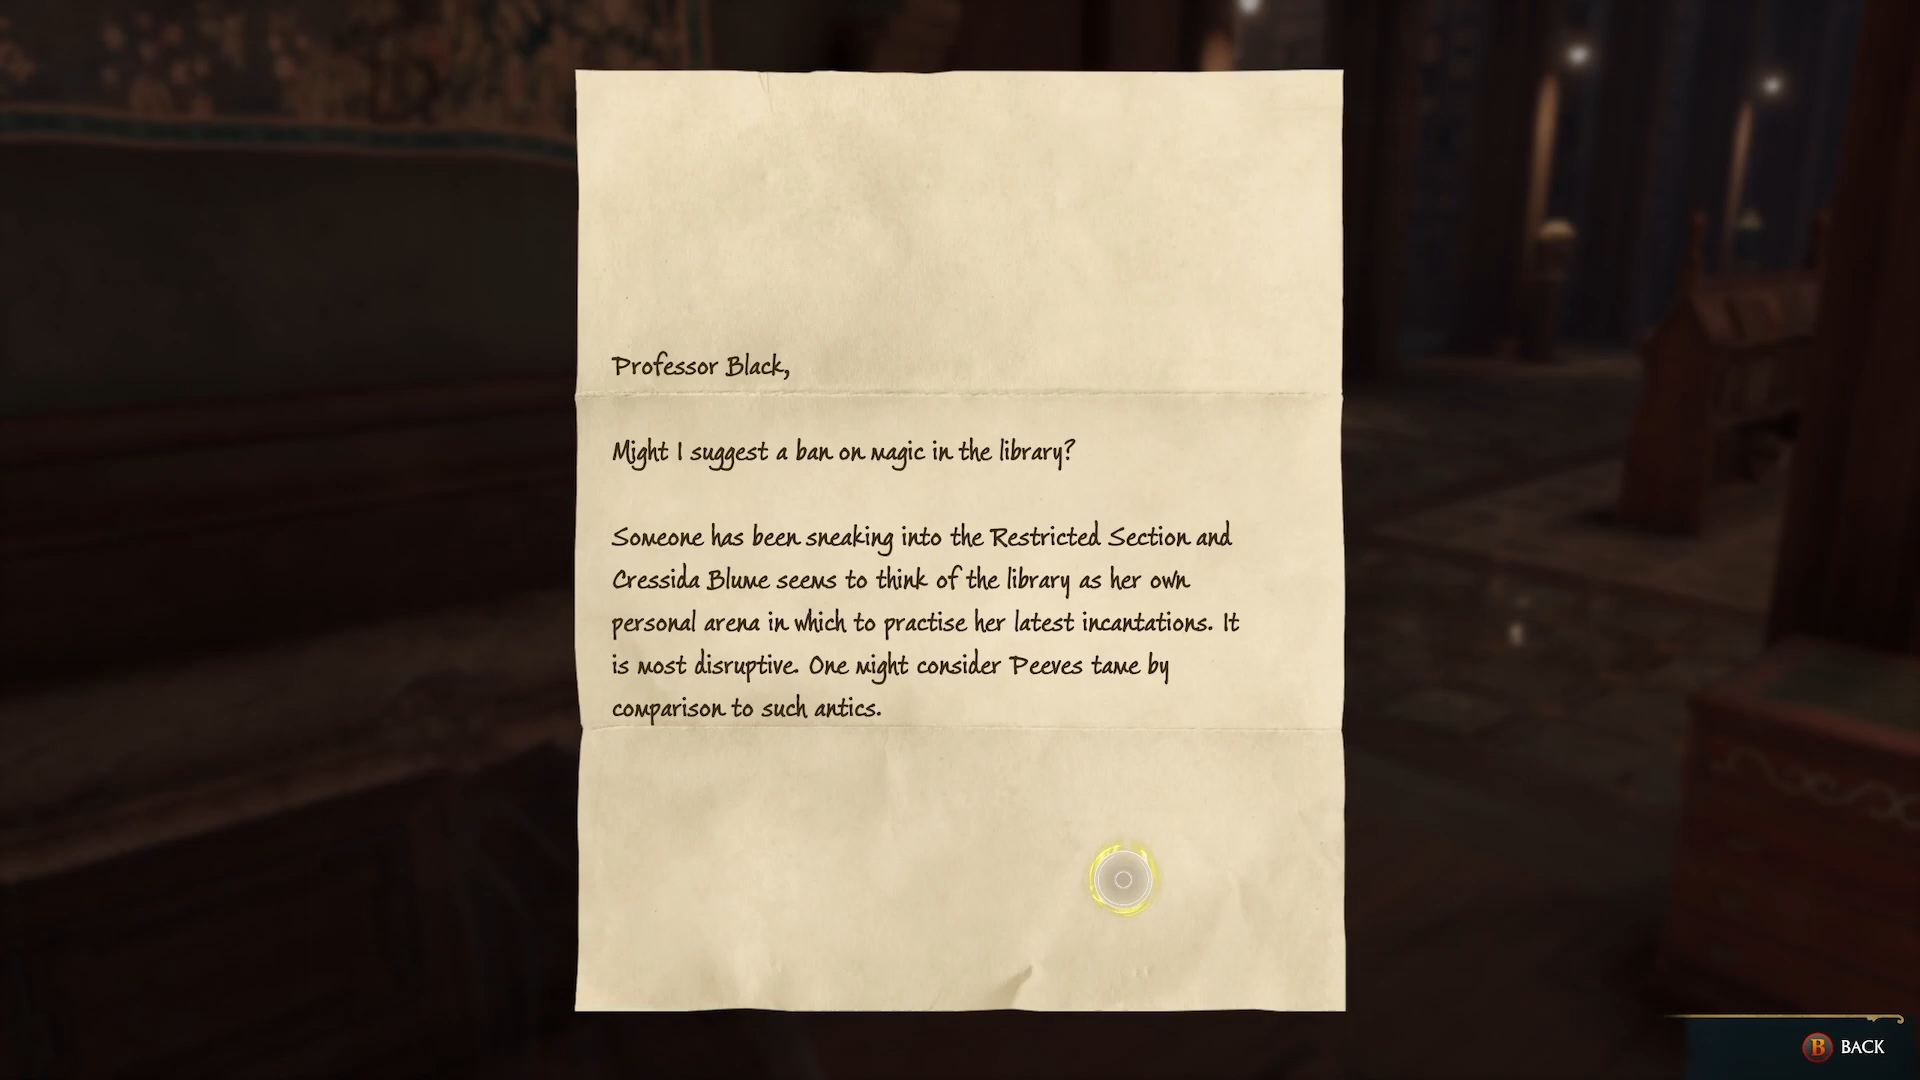 Professor Black,
Might I suggest a ban on magic in the library?
Someone has been sneaking into the Restricted Section and
Cressida Blume seems to think of the library as her own
personal arena in which to practise her latest incantations. It
is most disruptive. One might consider Peeves tame by
comparison to such antics.
B BACK